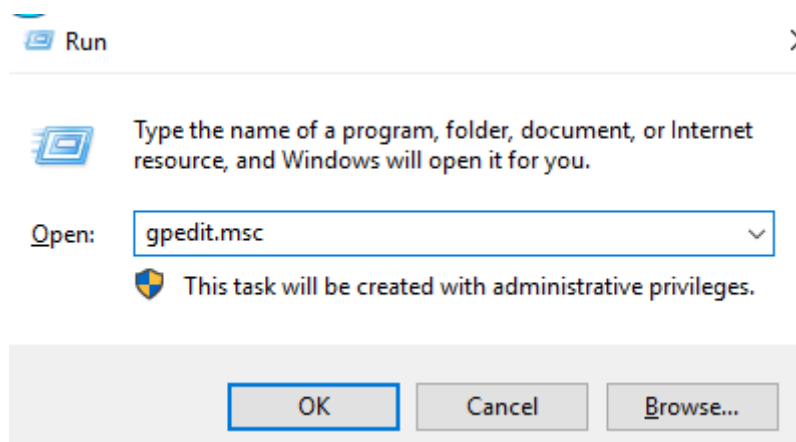 Run
Type the name of a program, folder, document, or Internet
resource, and Windows will open it for you.
Open: gpedit.msc
This task will be created with administrative privileges.
OK Cancel Browse...